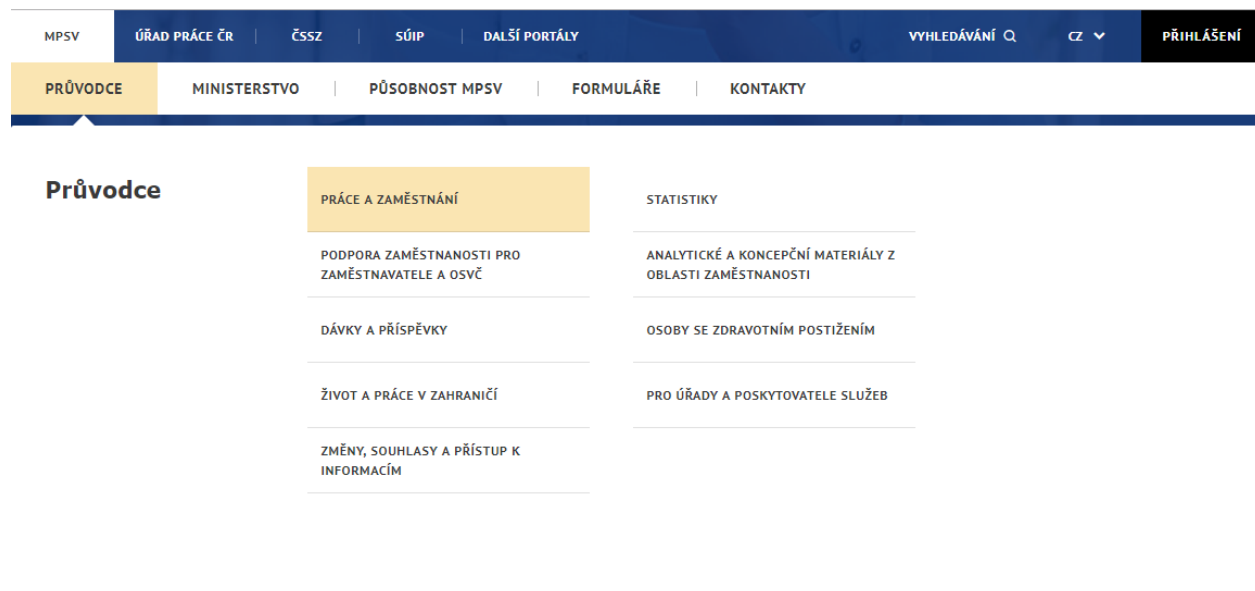 MPSV ÚŘAD PRÁCE ČR ČSSZ SÚIP DALŠÍ PORTÁLY VYHLEDÁVÁNÍ CZ PŘIHLÁŠENÍ
PRŮVODCE MINISTERSTVO PŮSOBNOST MPSV FORMULÁŘE KONTAKTY
Průvodce
PRÁCE A ZAMĚSTNÁNÍ
PODPORA ZAMĚSTNANOSTI PRO
ZAMĚSTNAVATELE A OSVČ
DÁVKY A PŘÍSPĚVKY
ŽIVOT A PRÁCE V ZAHRANIČÍ
ZMĚNY, SOUHLASY A PŘÍSTUP K
INFORMACÍM
STATISTIKY
ANALYTICKÉ A KONCEPČNÍ MATERIÁLY Z
OBLASTI ZAMĚSTNANOSTI
OSOBY SE ZDRAVOTNÍM POSTIŽENÍM
PRO ÚŘADY A POSKYTOVATELE SLUŽEB